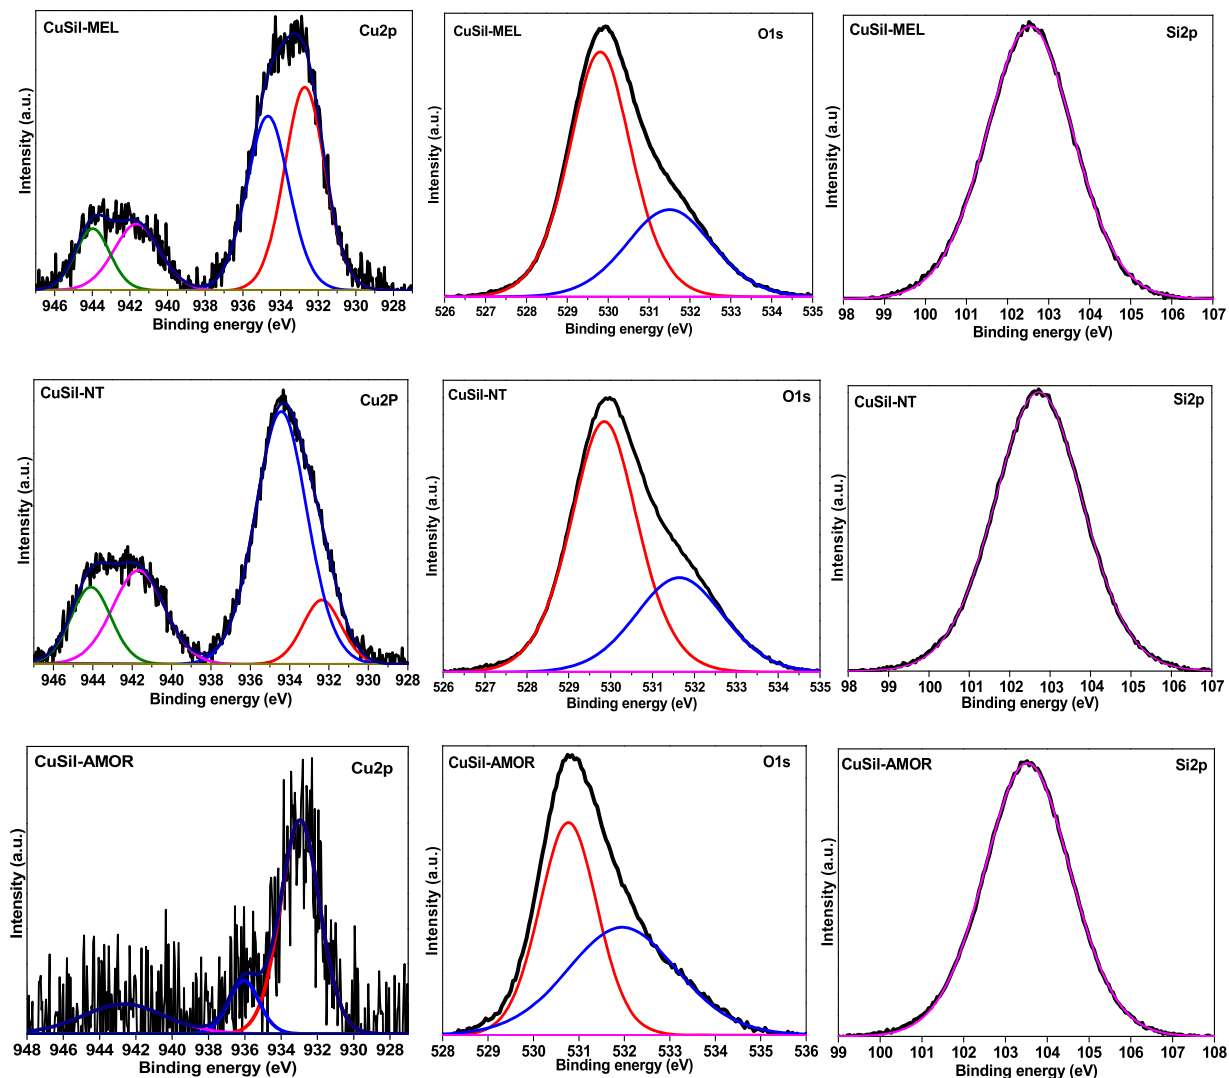 CuSil-MEL
Cu2p
Intensity (a.u.)
946 944 942 940 938 936 934 932 930 928
Binding energy (eV)
CuSil-MEL
O1s
Intensity (a.u.)
526 527 528 529 530 531 532 533 534 535
Binding energy (eV)
CuSil-MEL
Si2p
Intensity (a.u)
98 99 100 101 102 103 104 105 106 107
Binding energy (eV)
CuSil-NT
Cu2P
Intensity (a.u.)
946 944 942 940 938 936 934 932 930 928
Binding energy (eV)
CuSil-NT
O1s
Intensity (a.u.)
526 527 528 529 530 531 532 533 534 535
Binding energy (eV)
CuSil-NT
Si2p
Intensity (a.u.)
98 99 100 101 102 103 104 105 106 107
Binding energy (eV)
CuSil-AMOR
Cu2p
Intensity (a.u.)
948 946 944 942 940 938 936 934 932 930 928
Binding energy (eV)
CuSil-AMOR
O1s
Intensity (a.u.)
528 529 530 531 532 533 534 535 536
Binding energy (eV)
CuSil-AMOR
Si2p
Intensity (a.u.)
99 100 101 102 103 104 105 106 107 108
Binding energy (eV)